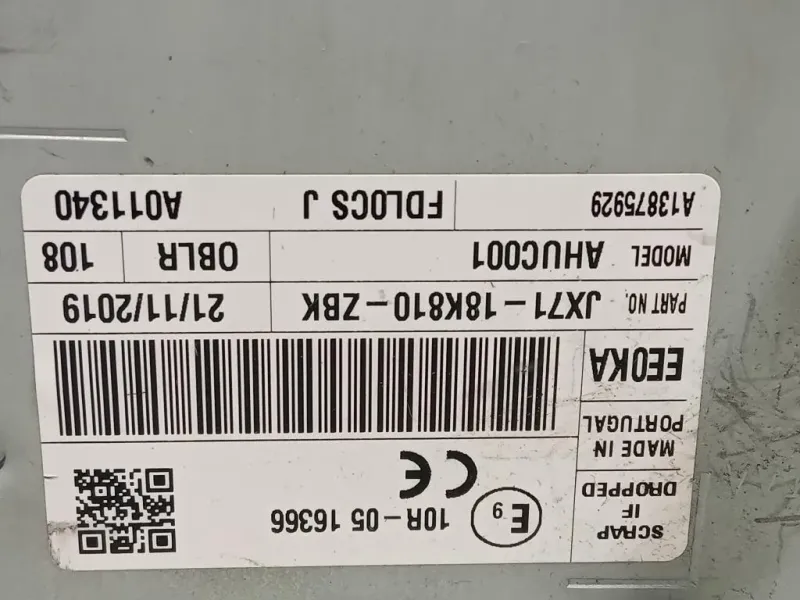 SCRAP
IF
DROPPED
E9
10R-05 16366
CE
MADE IN
PORTUGAL
EEOKA
PART NO. JX71-18K810-ZBK 21/11/2019
MODEL AHUC001 OBLR 108
A13875929 FDLOCS J A011340